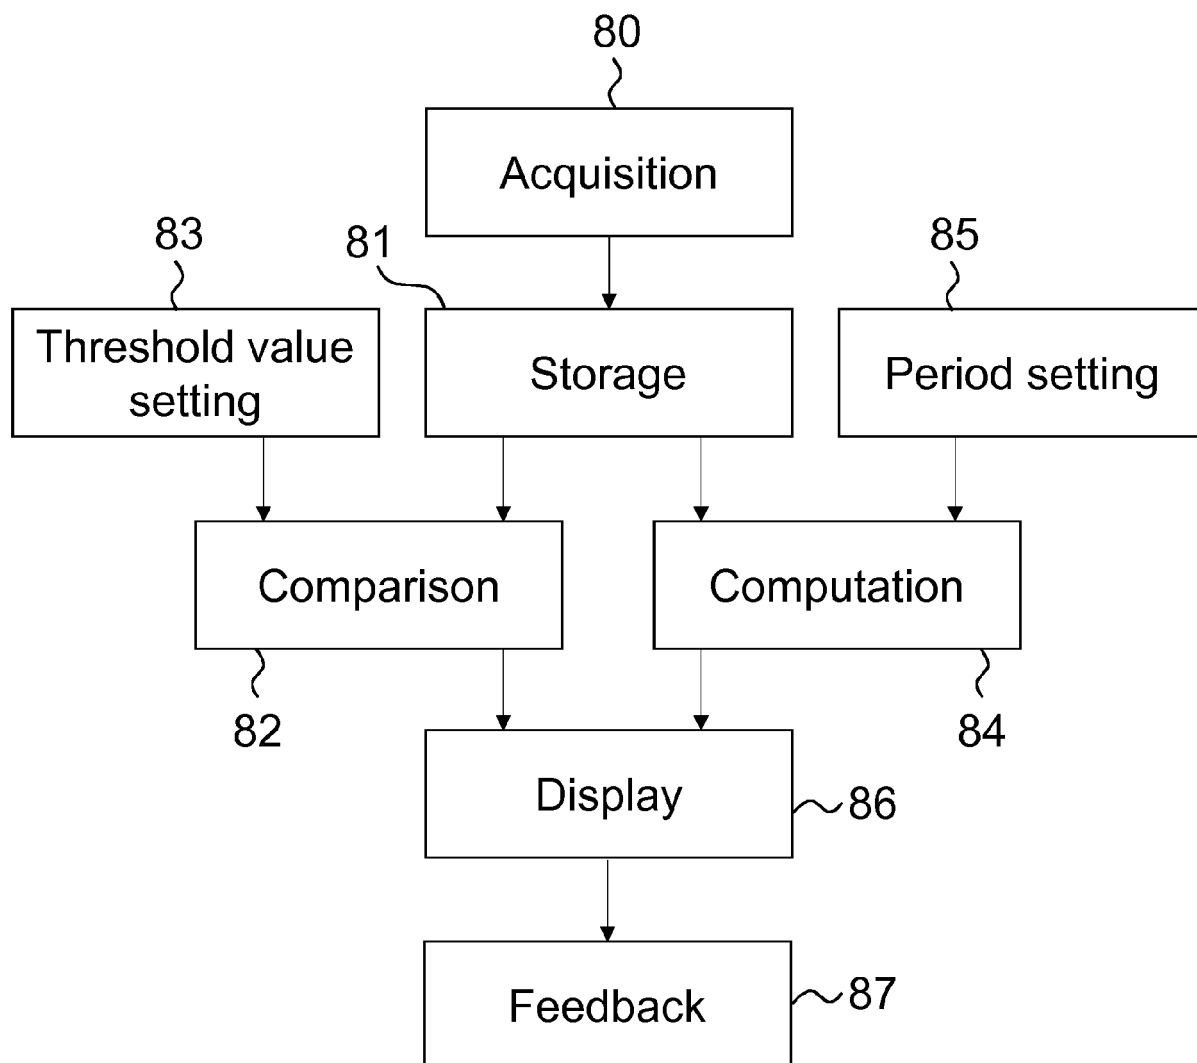 80
Acquisition
83
81
85
Threshold value
setting
Storage
Period setting
Comparison
Computation
82
84
Display
86
Feedback
87